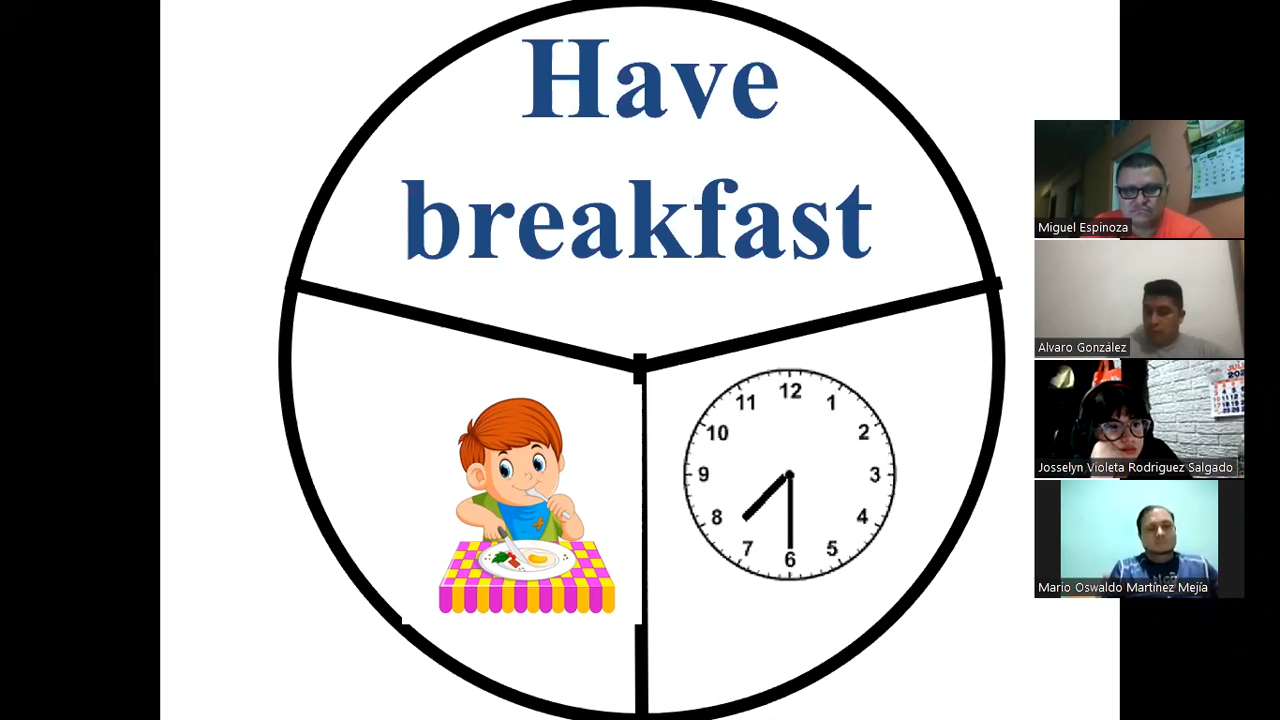 Have
breakfast
12
11
1
10
2
9
3
8
4
7
5
6
Miguel Espinoza
Alvaro González
Josselyn Violeta Rodriguez Salgado
Mario Oswaldo Martínez Mejía